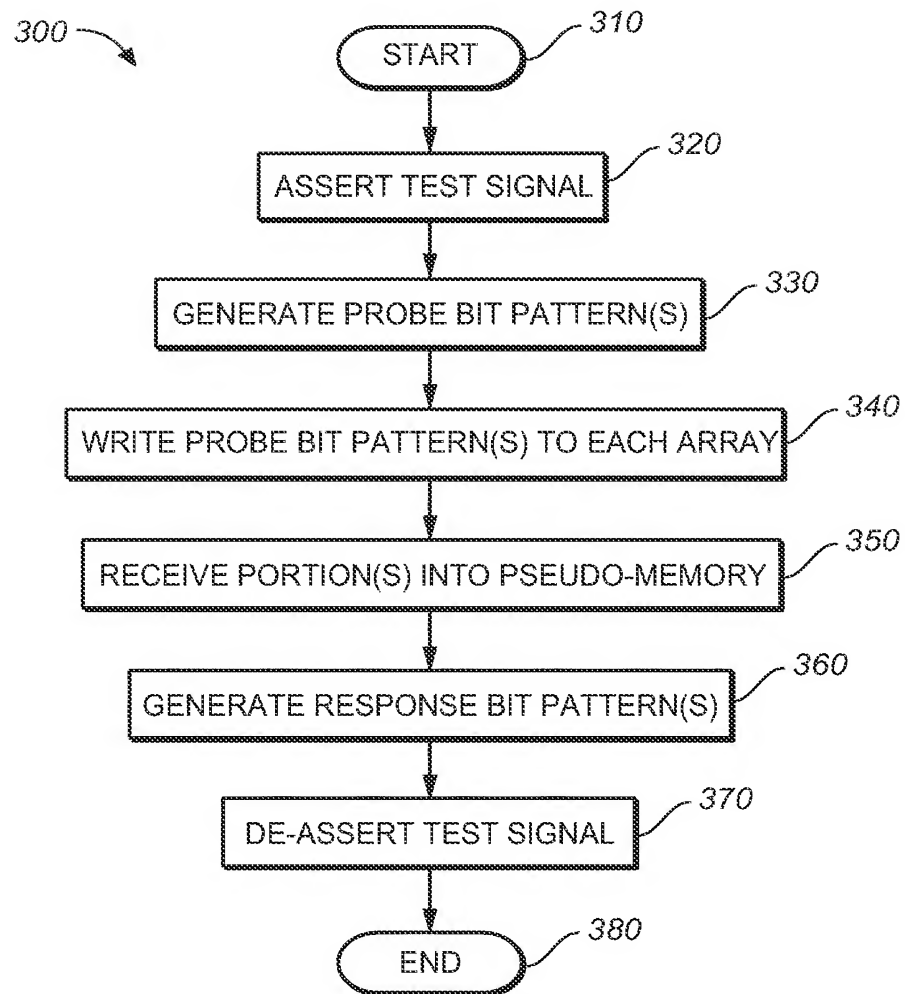 300
START
310
ASSERT TEST SIGNAL
320
GENERATE PROBE BIT PATTERN(S)
330
WRITE PROBE BIT PATTERN(S) TO EACH ARRAY
340
RECEIVE PORTION(S) INTO PSEUDO-MEMORY
350
GENERATE RESPONSE BIT PATTERN(S)
360
DE-ASSERT TEST SIGNAL
370
END
380